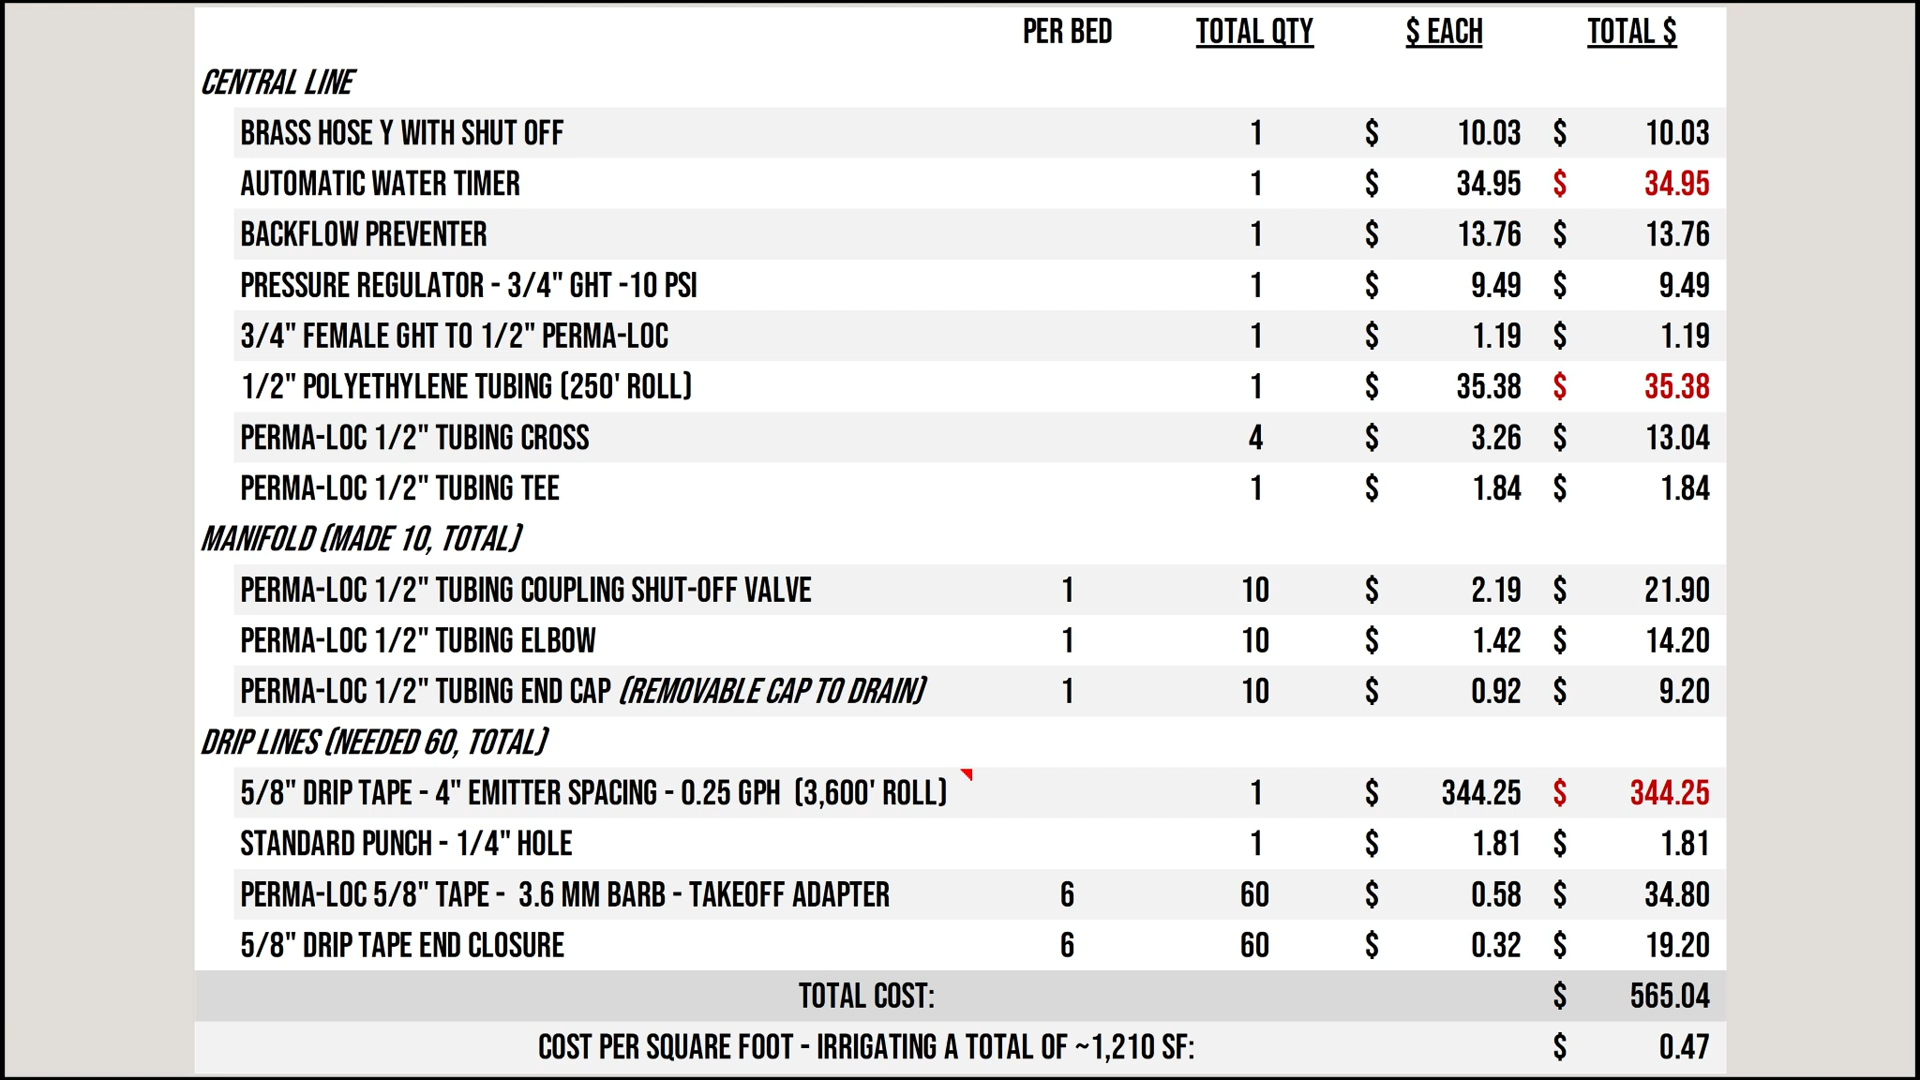 PER BED TOTAL QTY $ EACH TOTAL $
CENTRAL LINE
BRASS HOSE Y WITH SHUT OFF 1 $ 10.03 $ 10.03
AUTOMATIC WATER TIMER 1 $ 34.95 $ 34.95
BACKFLOW PREVENTER 1 $ 13.76 $ 13.76
PRESSURE REGULATOR - 3/4" GHT -10 PSI 1 $ 9.49 $ 9.49
3/4" FEMALE GHT TO 1/2" PERMA-LOC 1 $ 1.19 $ 1.19
1/2" POLYETHYLENE TUBING (250' ROLL) 1 $ 35.38 $ 35.38
PERMA-LOC 1/2" TUBING CROSS 4 $ 3.26 $ 13.04
PERMA-LOC 1/2" TUBING TEE 1 $ 1.84 $ 1.84
MANIFOLD (MADE 10, TOTAL)
PERMA-LOC 1/2" TUBING COUPLING SHUT-OFF VALVE 1 10 $ 2.19 $ 21.90
PERMA-LOC 1/2" TUBING ELBOW 1 10 $ 1.42 $ 14.20
PERMA-LOC 1/2" TUBING END CAP (REMOVABLE CAP TO DRAIN) 1 10 $ 0.92 $ 9.20
DRIP LINES (NEEDED 60, TOTAL)
5/8" DRIP TAPE - 4" EMITTER SPACING - 0.25 GPH (3,600' ROLL) 1 $ 344.25 $ 344.25
STANDARD PUNCH - 1/4" HOLE 1 $ 1.81 $ 1.81
PERMA-LOC 5/8" TAPE - 3.6 MM BARB - TAKEOFF ADAPTER 6 60 $ 0.58 $ 34.80
5/8" DRIP TAPE END CLOSURE 6 60 $ 0.32 $ 19.20
TOTAL COST: $ 565.04
COST PER SQUARE FOOT - IRRIGATING A TOTAL OF ~1,210 SF: $ 0.47